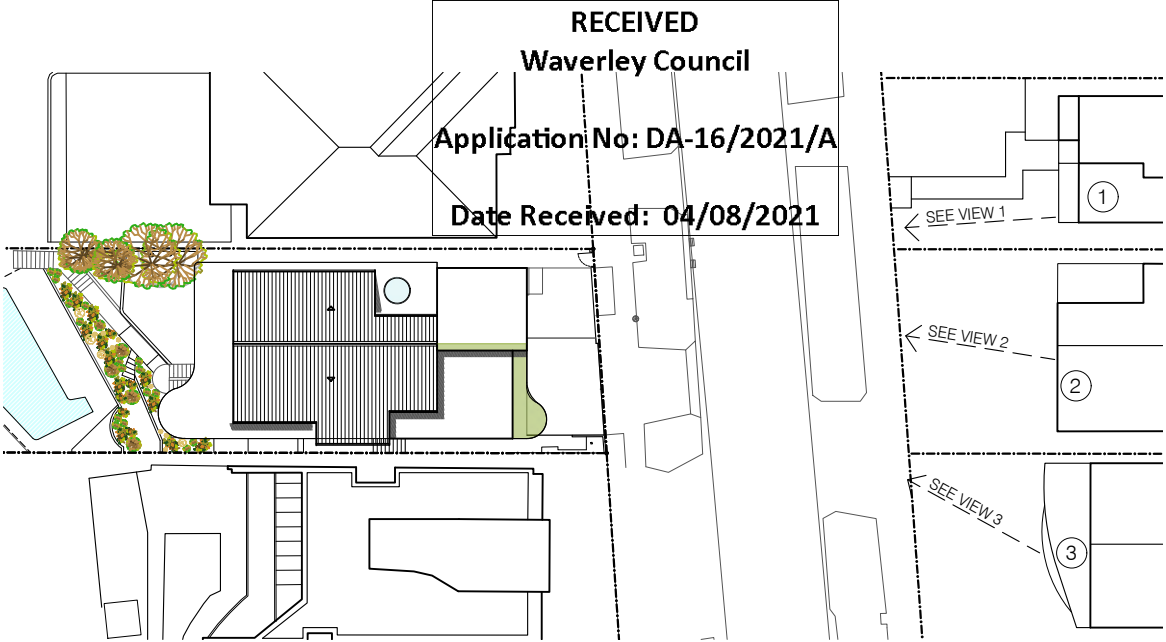 RECEIVED
Waverley Council
Application No: DA-16/2021/A
Date Received: 04/08/2021
1
SEE VIEW 1
SEE VIEW 2
2
SEE VIEW 3
3